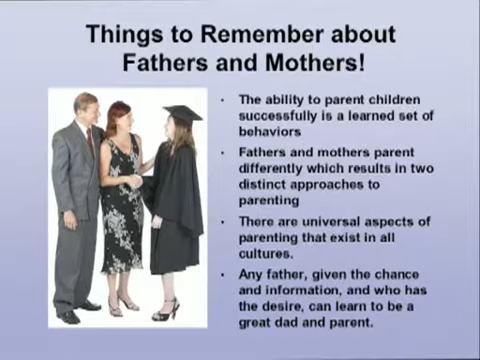 Things to Remember about
Fathers and Mothers!
• The ability to parent children
successfully is a learned set of
behaviors
• Fathers and mothers parent
differently which results in two
distinct approaches to
parenting
• There are universal aspects of
parenting that exist in all
cultures.
• Any father, given the chance
and information, and who has
the desire, can learn to be a
great dad and parent.